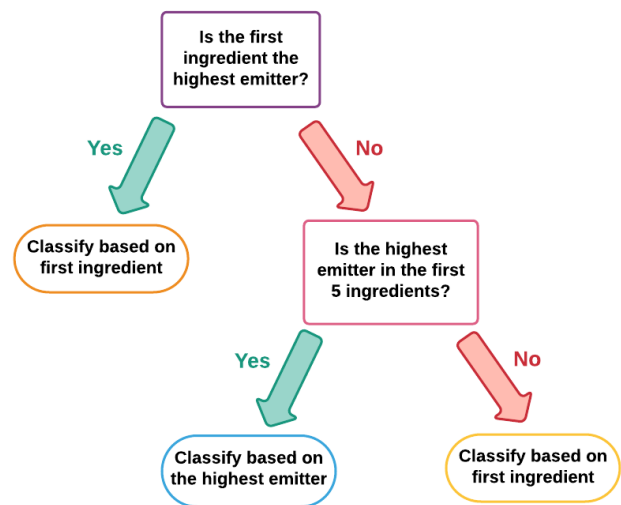 Is the first
ingredient the
highest emitter?
Yes
No
Classify based on
first ingredient
Is the highest
emitter in the first
5 ingredients?
Yes
No
Classify based on
the highest emitter
Classify based on
first ingredient